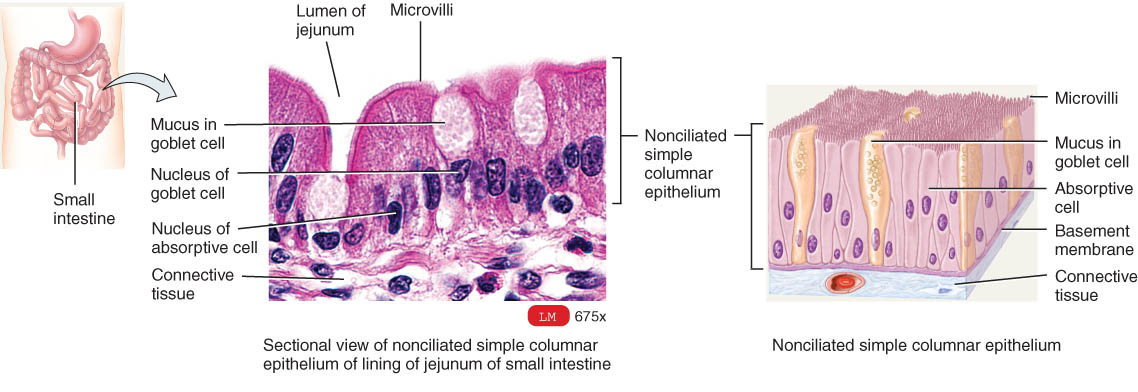 Lumen of
jejunum
Microvilli
Mucus in
goblet cell
Nucleus of
goblet cell
Small
intestine
Nucleus of
absorptive cell
Connective
tissue
Nonciliated
simple
columnar
epithelium
Microvilli
Mucus in
goblet cell
Absorptive
cell
Basement
membrane
Connective
tissue
LM 675x
Sectional view of nonciliated simple columnar
epithelium of lining of jejunum of small intestine
Nonciliated simple columnar epithelium